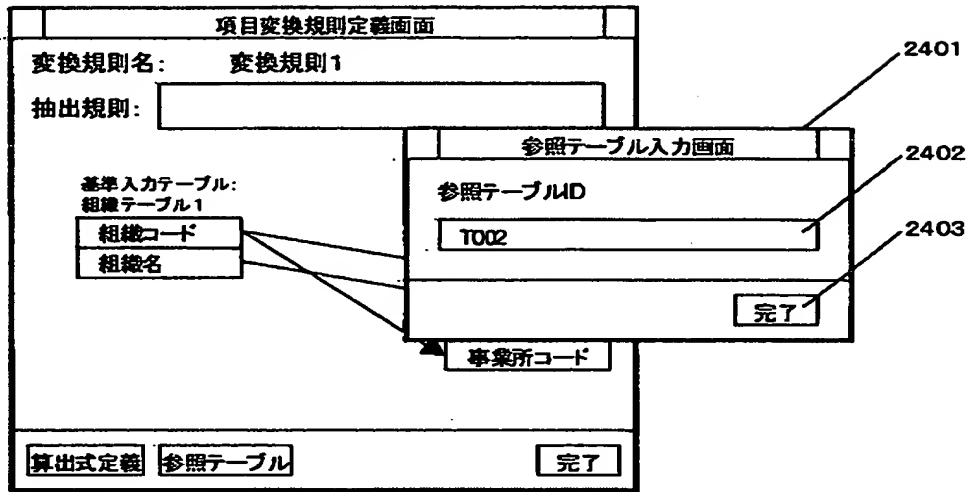 項目変換規則定義画面
変換規則名: 変換規則1
抽出規則:
基準入力テーブル:
組織テーブル1
組織コード
組織名
事業所コード
算出式定義 参照テーブル 完了
参照テーブル入力画面
参照テーブルID
T002
完了
2401
2402
2403